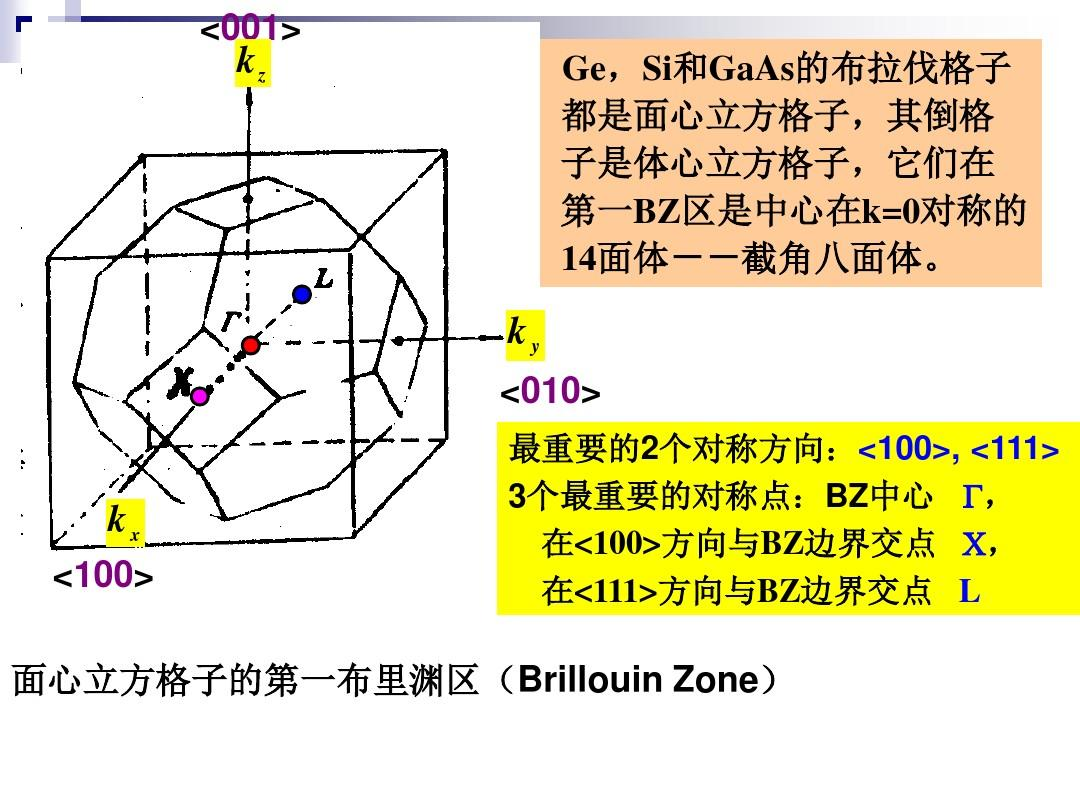 <001>
k z
Ge，Si和GaAs的布拉伐格子
都是面心立方格子，其倒格
子是体心立方格子，它们在
第一BZ区是中心在k=0对称的
14面体－－截角八面体。
L
Γ
k y
X
<010>
最重要的2个对称方向：<100>, <111>
3个最重要的对称点：BZ中心 Γ，
在<100>方向与BZ边界交点 X，
在<111>方向与BZ边界交点 L
k x
<100>
面心立方格子的第一布里渊区（Brillouin Zone）